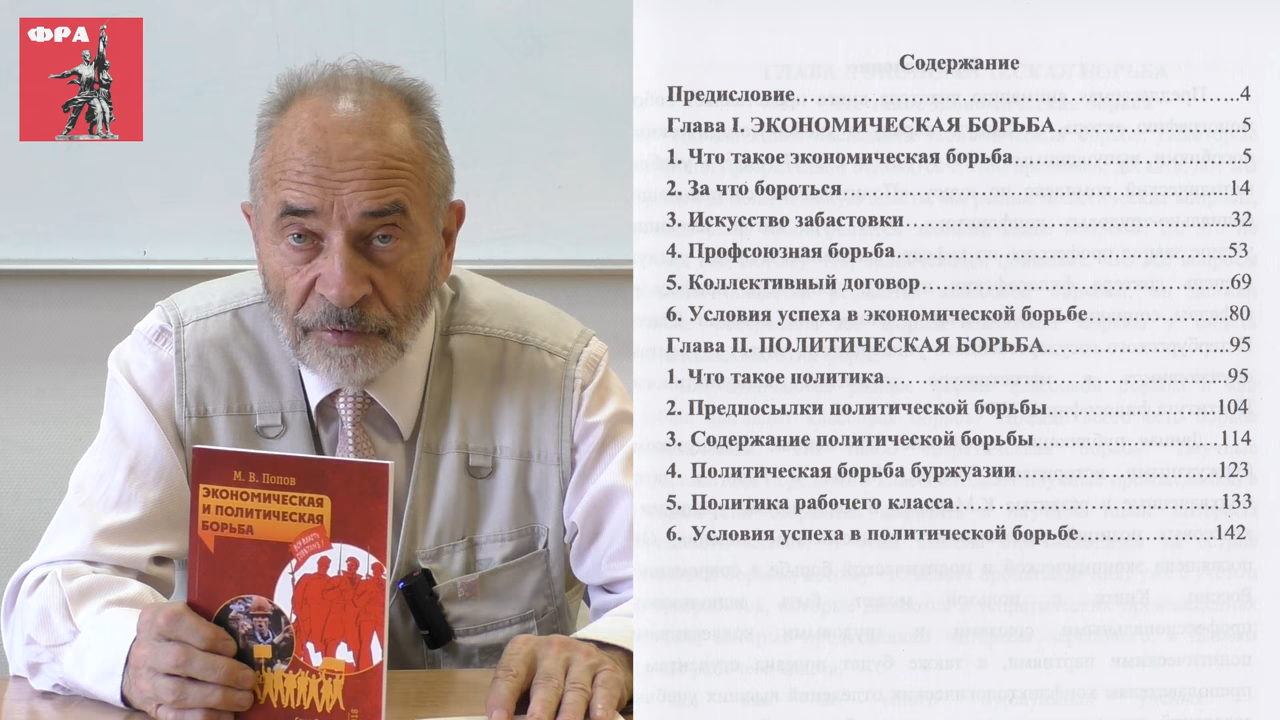 ФРА
М. В. Попов
ЭКОНОМИЧЕСКАЯ
И ПОЛИТИЧЕСКАЯ
БОРЬБА
Содержание
Предисловие...4
Глава I. ЭКОНОМИЧЕСКАЯ БОРЬБА...5
1. Что такое экономическая борьба...5
2. За что бороться...14
3. Искусство забастовки...32
4. Профсоюзная борьба...53
5. Коллективный договор...69
6. Условия успеха в экономической борьбе...80
Глава II. ПОЛИТИЧЕСКАЯ БОРЬБА...95
1. Что такое политика...95
2. Предпосылки политической борьбы...104
3. Содержание политической борьбы...114
4. Политическая борьба буржуазии...123
5. Политика рабочего класса...133
6. Условия успеха в политической борьбе...142